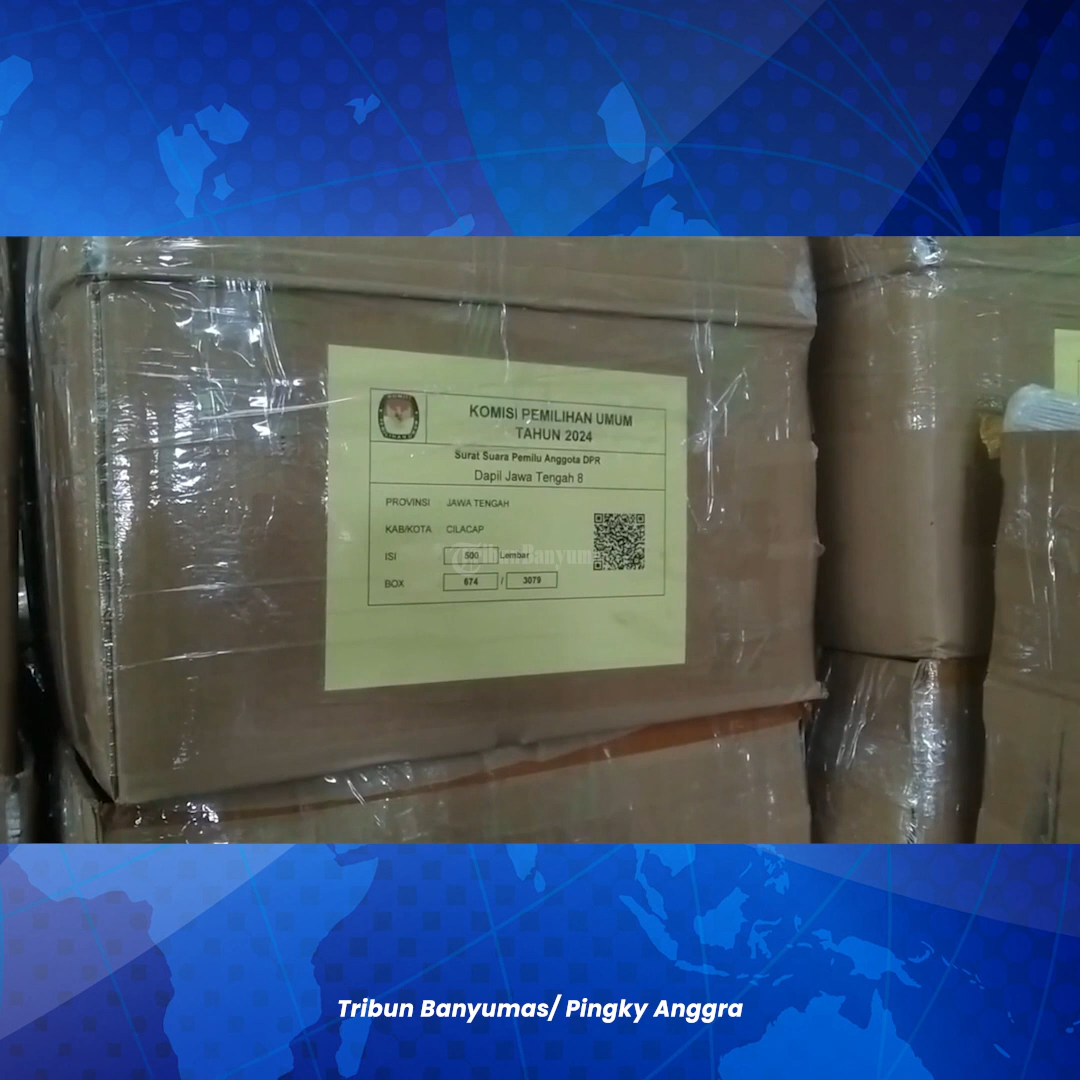 KOMISI PEMILIHAN UMUM
TAHUN 2024
Surat Suara Pemilu Anggota DPR
Dapil Jawa Tengah 8
PROVINSI JAWA TENGAH
KAB/KOTA CILACAP
ISI 500 Lembar
BOX 674 / 3079
TribunBanyumas
Tribun Banyumas/ Pingky Anggra